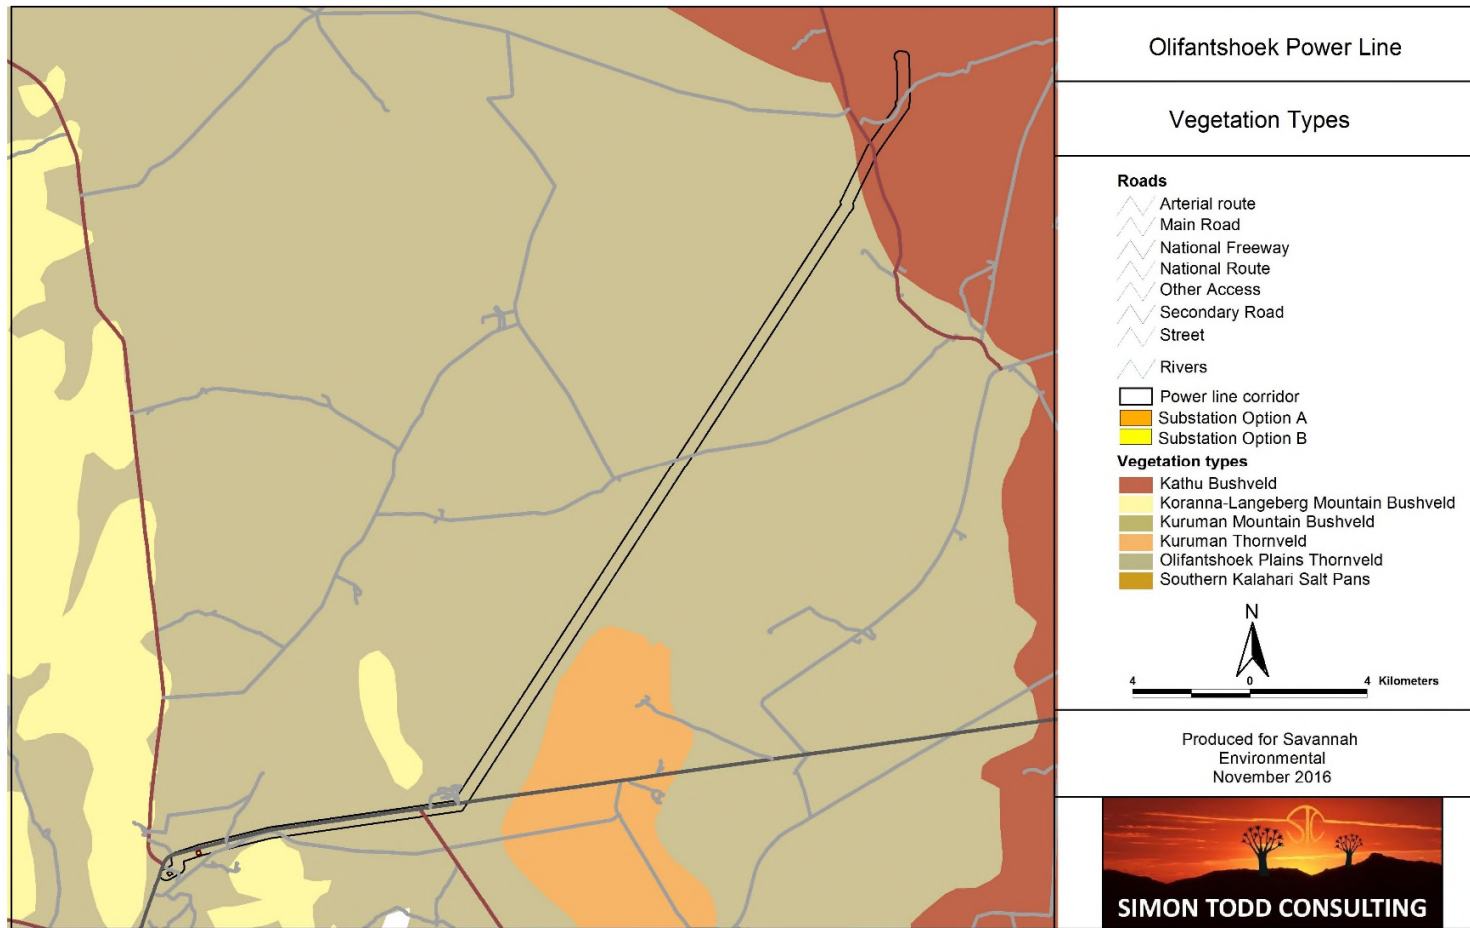 Olifantshoek Power Line
Vegetation Types
Roads
Arterial route
Main Road
National Freeway
National Route
Other Access
Secondary Road
Street
Rivers
Power line corridor
Substation Option A
Substation Option B
Vegetation types
Kathu Bushveld
Koranna-Langeberg Mountain Bushveld
Kuruman Mountain Bushveld
Kuruman Thornveld
Olifantshoek Plains Thornveld
Southern Kalahari Salt Pans
N
4 0 4 Kilometers
Produced for Savannah
Environmental
November 2016
STC
SIMON TODD CONSULTING